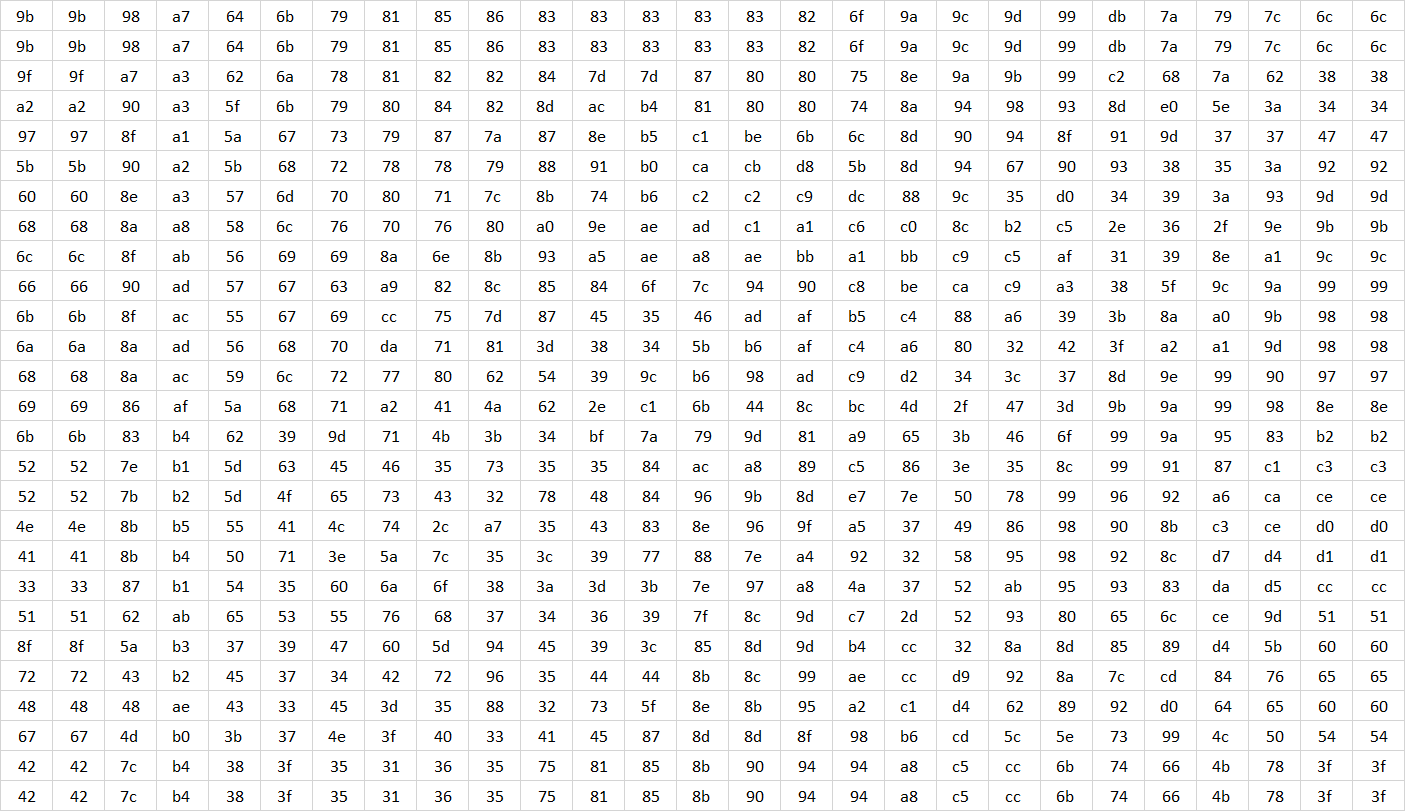 9b 9b 98 a7 64 6b 79 81 85 86 83 83 83 83 83 82 6f 9a 9c 9d 99 db 7a 79 7c 6c 6c
9b 9b 98 a7 64 6b 79 81 85 86 83 83 83 83 83 82 6f 9a 9c 9d 99 db 7a 79 7c 6c 6c
9f 9f a7 a3 62 6a 78 81 82 82 84 7d 7d 87 80 80 75 8e 9a 9b 99 c2 68 7a 62 38 38
a2 a2 90 a3 5f 6b 79 80 84 82 8d ac b4 81 80 80 74 8a 94 98 93 8d e0 5e 3a 34 34
97 97 8f a1 5a 67 73 79 87 7a 87 8e b5 c1 be 6b 6c 8d 90 94 8f 91 9d 37 37 47 47
5b 5b 90 a2 5b 68 72 78 78 79 88 91 b0 ca cb d8 5b 8d 94 67 90 93 38 35 3a 92 92
60 60 8e a3 57 6d 70 80 71 7c 8b 74 b6 c2 c2 c9 dc 88 9c 35 d0 34 39 3a 93 9d 9d
68 68 8a a8 58 6c 76 70 76 80 a0 9e ae ad c1 a1 c6 c0 8c b2 c5 2e 36 2f 9e 9b 9b
6c 6c 8f ab 56 69 69 8a 6e 8b 93 a5 ae a8 ae bb a1 bb c9 c5 af 31 39 8e a1 9c 9c
66 66 90 ad 57 67 63 a9 82 8c 85 84 6f 7c 94 90 c8 be ca c9 a3 38 5f 9c 9a 99 99
6b 6b 8f ac 55 67 69 cc 75 7d 87 45 35 46 ad af b5 c4 88 a6 39 3b 8a a0 9b 98 98
6a 6a 8a ad 56 68 70 da 71 81 3d 38 34 5b b6 af c4 a6 80 32 42 3f a2 a1 9d 98 98
68 68 8a ac 59 6c 72 77 80 62 54 39 9c b6 98 ad c9 d2 34 3c 37 8d 9e 99 90 97 97
69 69 86 af 5a 68 71 a2 41 4a 62 2e c1 6b 44 8c bc 4d 2f 47 3d 9b 9a 99 98 8e 8e
6b 6b 83 b4 62 39 9d 71 4b 3b 34 bf 7a 79 9d 81 a9 65 3b 46 6f 99 9a 95 83 b2 b2
52 52 7e b1 5d 63 45 46 35 73 35 35 84 ac a8 89 c5 86 3e 35 8c 99 91 87 c1 c3 c3
52 52 7b b2 5d 4f 65 73 43 32 78 48 84 96 9b 8d e7 7e 50 78 99 96 92 a6 ca ce ce
4e 4e 8b b5 55 41 4c 74 2c a7 35 43 83 8e 96 9f a5 37 49 86 98 90 8b c3 ce d0 d0
41 41 8b b4 50 71 3e 5a 7c 35 3c 39 77 88 7e a4 92 32 58 95 98 92 8c d7 d4 d1 d1
33 33 87 b1 54 35 60 6a 6f 38 3a 3d 3b 7e 97 a8 4a 37 52 ab 95 93 83 da d5 cc cc
51 51 62 ab 65 53 55 76 68 37 34 36 39 7f 8c 9d c7 2d 52 93 80 65 6c ce 9d 51 51
8f 8f 5a b3 37 39 47 60 5d 94 45 39 3c 85 8d 9d b4 cc 32 8a 8d 85 89 d4 5b 60 60
72 72 43 b2 45 37 34 42 72 96 35 44 44 8b 8c 99 ae cc d9 92 8a 7c cd 84 76 65 65
48 48 48 ae 43 33 45 3d 35 88 32 73 5f 8e 8b 95 a2 c1 d4 62 89 92 d0 64 65 60 60
67 67 4d b0 3b 37 4e 3f 40 33 41 45 87 8d 8d 8f 98 b6 cd 5c 5e 73 99 4c 50 54 54
42 42 7c b4 38 3f 35 31 36 35 75 81 85 8b 90 94 94 a8 c5 cc 6b 74 66 4b 78 3f 3f
42 42 7c b4 38 3f 35 31 36 35 75 81 85 8b 90 94 94 a8 c5 cc 6b 74 66 4b 78 3f 3f